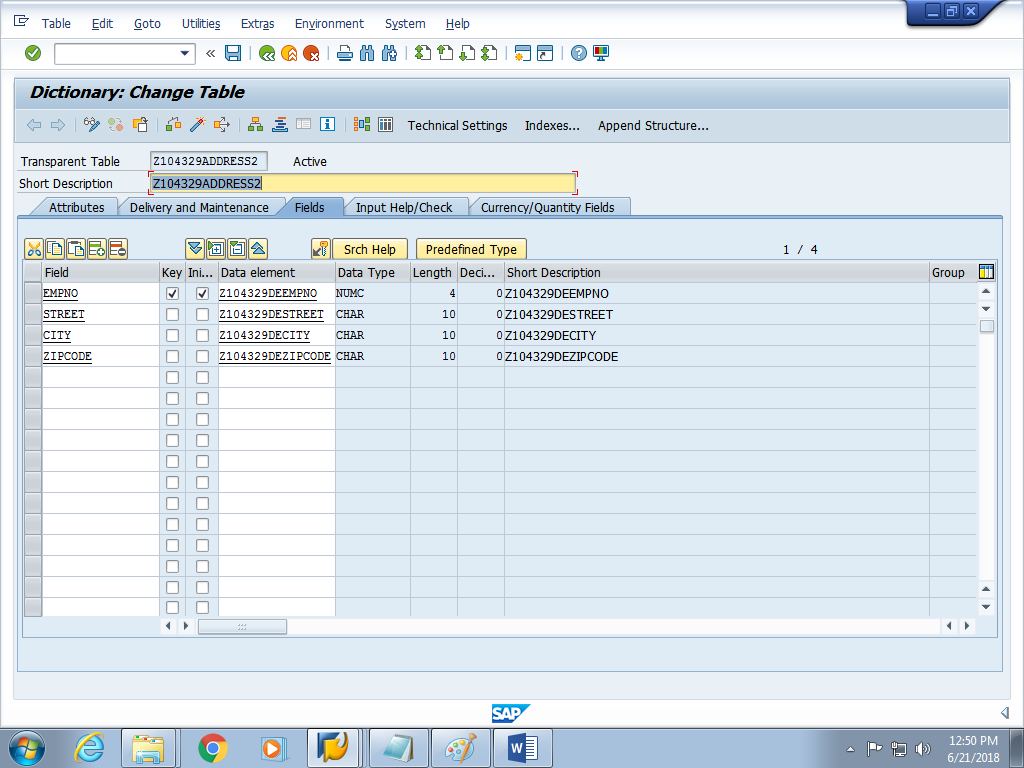 Table Edit Goto Utilities Extras Environment System Help
Dictionary: Change Table
Technical Settings Indexes... Append Structure...
Transparent Table Z104329ADDRESS2 Active
Short Description Z104329ADDRESS2
Attributes Delivery and Maintenance Fields Input Help/Check Currency/Quantity Fields
Srch Help Predefined Type 1 / 4
Field Key Ini... Data element Data Type Length Deci... Short Description Group
EMPNO Z104329DEEMPNO NUMC 4 0 Z104329DEEMPNO
STREET Z104329DESTREET CHAR 10 0 Z104329DESTREET
CITY Z104329DECITY CHAR 10 0 Z104329DECITY
ZIPCODE Z104329DEZIPCODE CHAR 10 0 Z104329DEZIPCODE
SAP
12:50 PM
6/21/2018